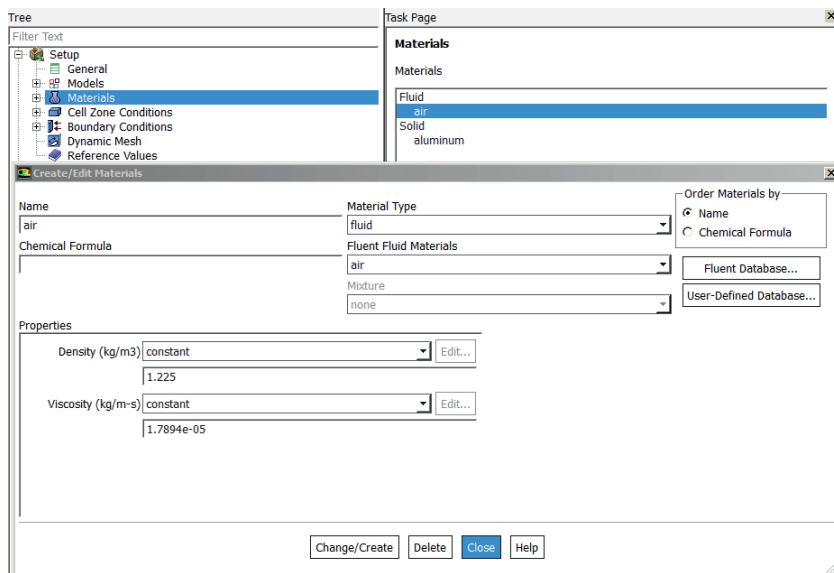 Tree
Filter Text
Setup
General
Models
Materials
Cell Zone Conditions
Boundary Conditions
Dynamic Mesh
Reference Values
Task Page
Materials
Materials
Fluid
air
Solid
aluminum
Create/Edit Materials
Name
air
Chemical Formula
Material Type
fluid
Fluent Fluid Materials
air
Mixture
none
Order Materials by
Name
Chemical Formula
Fluent Database...
User-Defined Database...
Properties
Density (kg/m3) constant Edit...
1.225
Viscosity (kg/m-s) constant Edit...
1.7894e-05
Change/Create Delete Close Help